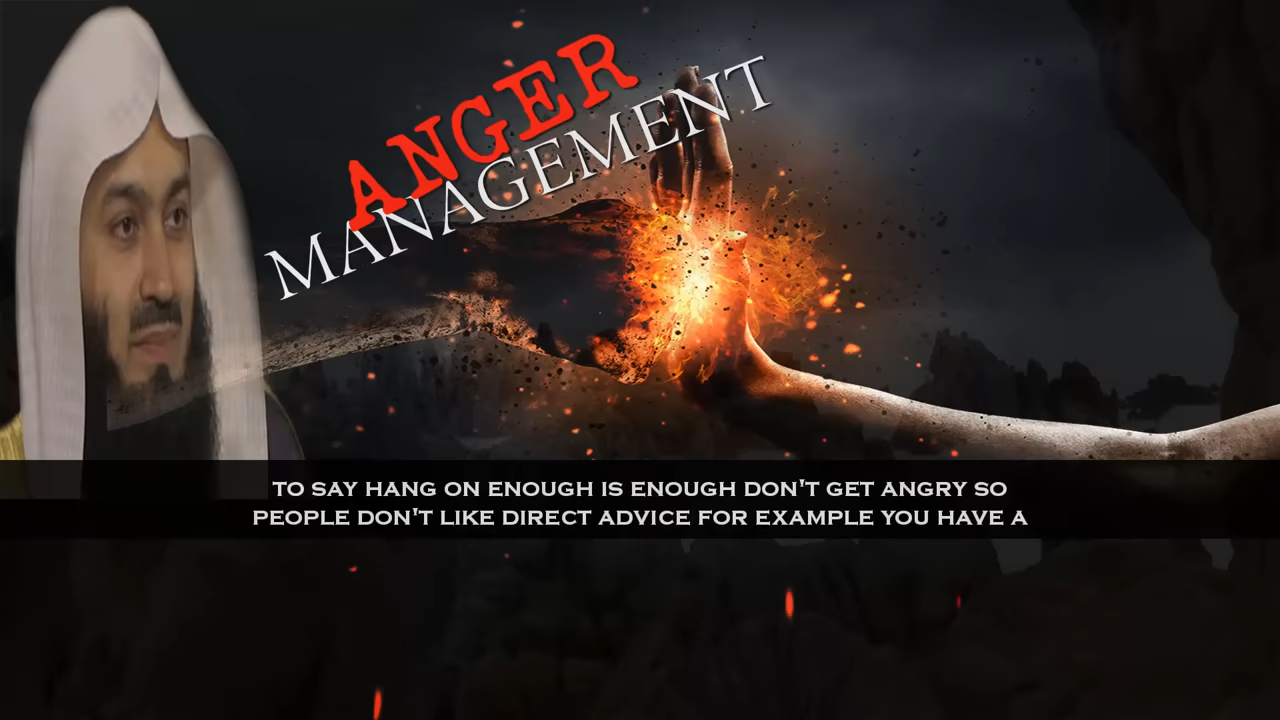 ANGER
MANAGEMENT
TO SAY HANG ON ENOUGH IS ENOUGH DON'T GET ANGRY SO
PEOPLE DON'T LIKE DIRECT ADVICE FOR EXAMPLE YOU HAVE A